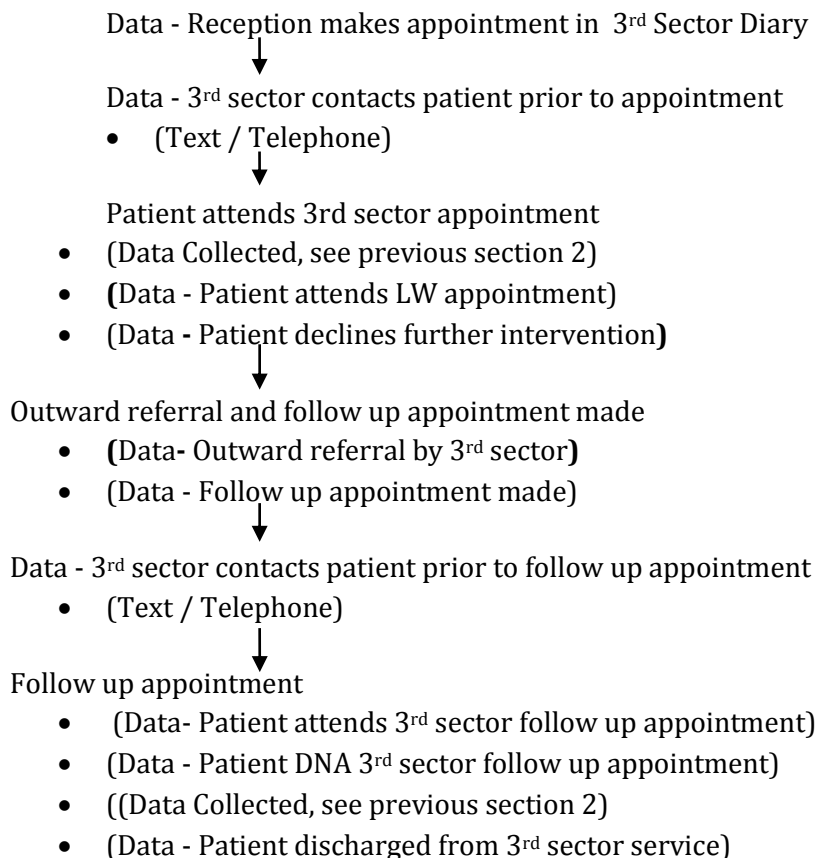 Data - Reception makes appointment in 3rd Sector Diary
Data - 3rd sector contacts patient prior to appointment
• (Text / Telephone)
Patient attends 3rd sector appointment
• (Data Collected, see previous section 2)
• (Data - Patient attends LW appointment)
• (Data - Patient declines further intervention)
Outward referral and follow up appointment made
• (Data- Outward referral by 3rd sector)
• (Data - Follow up appointment made)
Data - 3rd sector contacts patient prior to follow up appointment
• (Text / Telephone)
Follow up appointment
• (Data- Patient attends 3rd sector follow up appointment)
• (Data - Patient DNA 3rd sector follow up appointment)
• ((Data Collected, see previous section 2)
• (Data - Patient discharged from 3rd sector service)